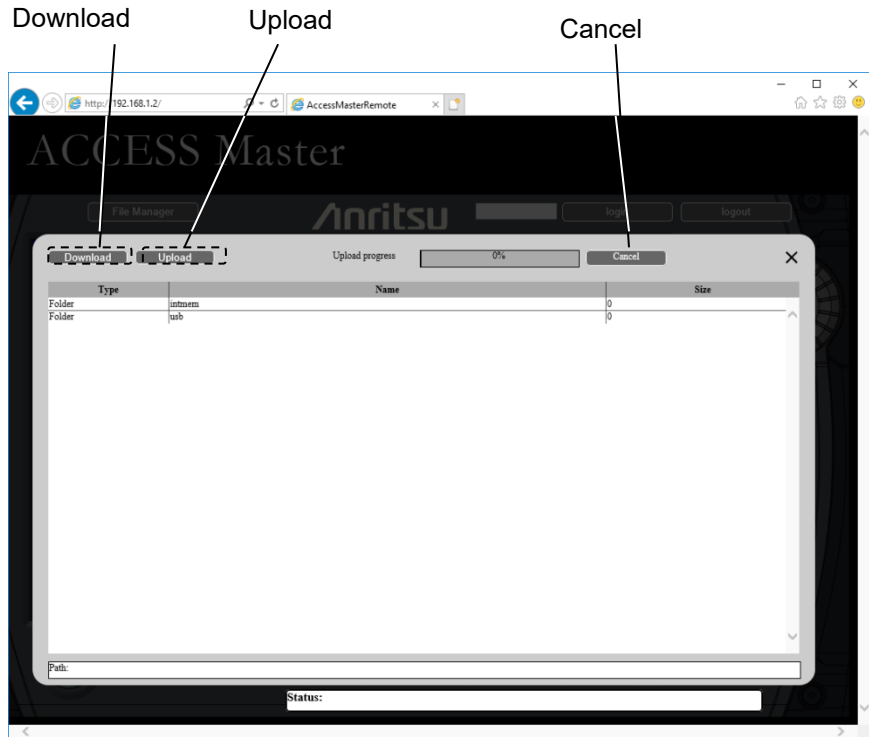 Download
Upload
Cancel
http://192.168.1.2/
AccessMasterRemote
ACCESS Master
File Manager
Anritsu
login
logout
Download
Upload
Upload progress
0%
Cancel
Type Name Size
Folder intmem 0
Folder usb 0
Path:
Status: